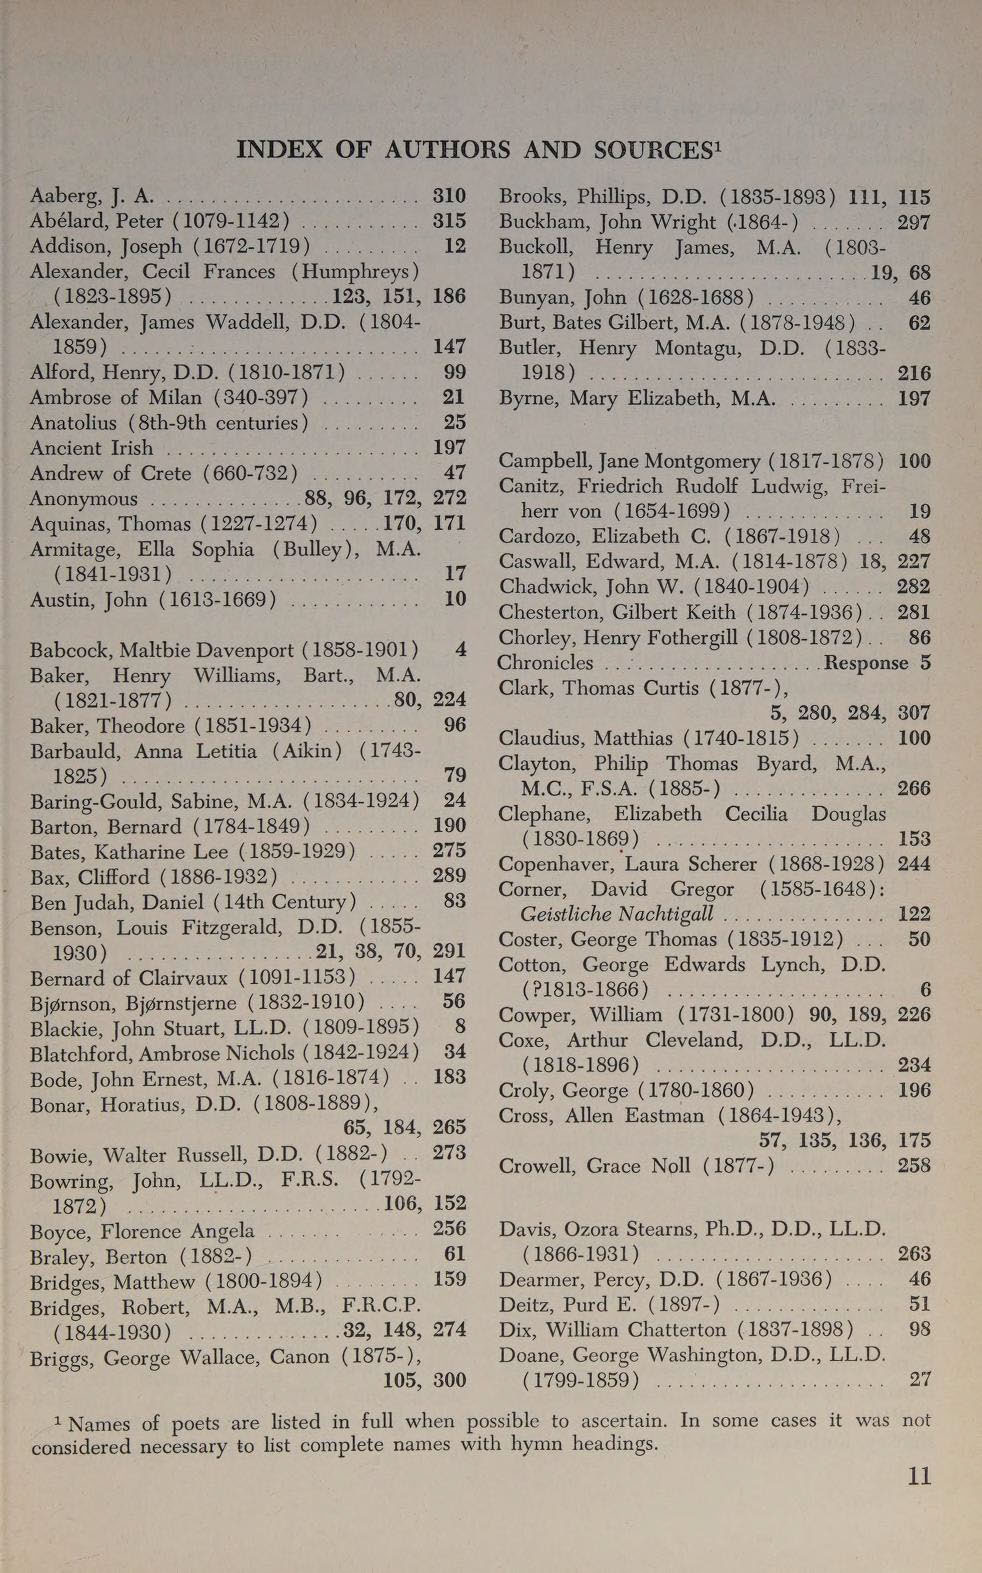 INDEX OF AUTHORS AND SOURCES¹
Aaberg, J. A. . . . . . . . . . . . . . . . . . . . . . . . . 310
Abélard, Peter (1079-1142) . . . . . . . . . . . 315
Addison, Joseph (1672-1719) . . . . . . . . . 12
Alexander, Cecil Frances (Humphreys)
(1823-1895) . . . . . . . . . . . . . 123, 151, 186
Alexander, James Waddell, D.D. (1804-
1859) . . . . . . . . . . . . . . . . . . . . . . . . . 147
Alford, Henry, D.D. (1810-1871) . . . . . . 99
Ambrose of Milan (340-397) . . . . . . . . . 21
Anatolius (8th-9th centuries) . . . . . . . . . 25
Ancient Irish . . . . . . . . . . . . . . . . . . . . . . . 197
Andrew of Crete (660-732) . . . . . . . . . . 47
Anonymous . . . . . . . . . . . . . . 88, 96, 172, 272
Aquinas, Thomas (1227-1274) . . . . . 170, 171
Armitage, Ella Sophia (Bulley), M.A.
(1841-1931) . . . . . . . . . . . . . . . . . . . . . 17
Austin, John (1613-1669) . . . . . . . . . . . . 10
Babcock, Maltbie Davenport (1858-1901) 4
Baker, Henry Williams, Bart., M.A.
(1821-1877) . . . . . . . . . . . . . . . . . . . 80, 224
Baker, Theodore (1851-1934) . . . . . . . . . 96
Barbauld, Anna Letitia (Aikin) (1743-
1825) . . . . . . . . . . . . . . . . . . . . . . . . . . 79
Baring-Gould, Sabine, M.A. (1834-1924) 24
Barton, Bernard (1784-1849) . . . . . . . . . 190
Bates, Katharine Lee (1859-1929) . . . . . 275
Bax, Clifford (1886-1932) . . . . . . . . . . . . 289
Ben Judah, Daniel (14th Century) . . . . . 83
Benson, Louis Fitzgerald, D.D. (1855-
1930) . . . . . . . . . . . . . . . . . 21, 38, 70, 291
Bernard of Clairvaux (1091-1153) . . . . . 147
Bjørnson, Bjørnstjerne (1832-1910) . . . . 56
Blackie, John Stuart, LL.D. (1809-1895) 8
Blatchford, Ambrose Nichols (1842-1924) 34
Bode, John Ernest, M.A. (1816-1874) . . 183
Bonar, Horatius, D.D. (1808-1889),
65, 184, 265
Bowie, Walter Russell, D.D. (1882-) . . 273
Bowring, John, LL.D., F.R.S. (1792-
1872) . . . . . . . . . . . . . . . . . . . . . . . 106, 152
Boyce, Florence Angela . . . . . . . . . . . . . . 256
Braley, Berton (1882-) . . . . . . . . . . . . . . 61
Bridges, Matthew (1800-1894) . . . . . . . . 159
Bridges, Robert, M.A., M.B., F.R.C.P.
(1844-1930) . . . . . . . . . . . . . . 32, 148, 274
Briggs, George Wallace, Canon (1875-),
105, 300
Brooks, Phillips, D.D. (1835-1893) 111, 115
Buckham, John Wright (1864-) . . . . . . . 297
Buckoll, Henry James, M.A. (1803-
1871) . . . . . . . . . . . . . . . . . . . . . . . . . 19, 68
Bunyan, John (1628-1688) . . . . . . . . . . . 46
Burt, Bates Gilbert, M.A. (1878-1948) . . 62
Butler, Henry Montagu, D.D. (1833-
1918) . . . . . . . . . . . . . . . . . . . . . . . . . . 216
Byrne, Mary Elizabeth, M.A. . . . . . . . . . 197
Campbell, Jane Montgomery (1817-1878) 100
Canitz, Friedrich Rudolf Ludwig, Frei-
herr von (1654-1699) . . . . . . . . . . . . . 19
Cardozo, Elizabeth C. (1867-1918) . . . 48
Caswall, Edward, M.A. (1814-1878) 18, 227
Chadwick, John W. (1840-1904) . . . . . . 282
Chesterton, Gilbert Keith (1874-1936) . . 281
Chorley, Henry Fothergill (1808-1872) . . 86
Chronicles . . . . . . . . . . . . . . . . . . . . Response 5
Clark, Thomas Curtis (1877-),
5, 280, 284, 307
Claudius, Matthias (1740-1815) . . . . . . . 100
Clayton, Philip Thomas Byard, M.A.,
M.C., F.S.A. (1885-) . . . . . . . . . . . . . . 266
Clephane, Elizabeth Cecilia Douglas
(1830-1869) . . . . . . . . . . . . . . . . . . . . . 153
Copenhaver, Laura Scherer (1868-1928) 244
Corner, David Gregor (1585-1648):
Geistliche Nachtigall . . . . . . . . . . . . . . . 122
Coster, George Thomas (1835-1912) . . . 50
Cotton, George Edwards Lynch, D.D.
(?1813-1866) . . . . . . . . . . . . . . . . . . . . 6
Cowper, William (1731-1800) 90, 189, 226
Coxe, Arthur Cleveland, D.D., LL.D.
(1818-1896) . . . . . . . . . . . . . . . . . . . . . 234
Croly, George (1780-1860) . . . . . . . . . . . 196
Cross, Allen Eastman (1864-1943),
57, 135, 136, 175
Crowell, Grace Noll (1877-) . . . . . . . . . 258
Davis, Ozora Stearns, Ph.D., D.D., LL.D.
(1866-1931) . . . . . . . . . . . . . . . . . . . . . 263
Dearmer, Percy, D.D. (1867-1936) . . . . 46
Deitz, Purd E. (1897-) . . . . . . . . . . . . . . 51
Dix, William Chatterton (1837-1898) . . 98
Doane, George Washington, D.D., LL.D.
(1799-1859) . . . . . . . . . . . . . . . . . . . . . 27
¹ Names of poets are listed in full when possible to ascertain. In some cases it was not
considered necessary to list complete names with hymn headings.
11